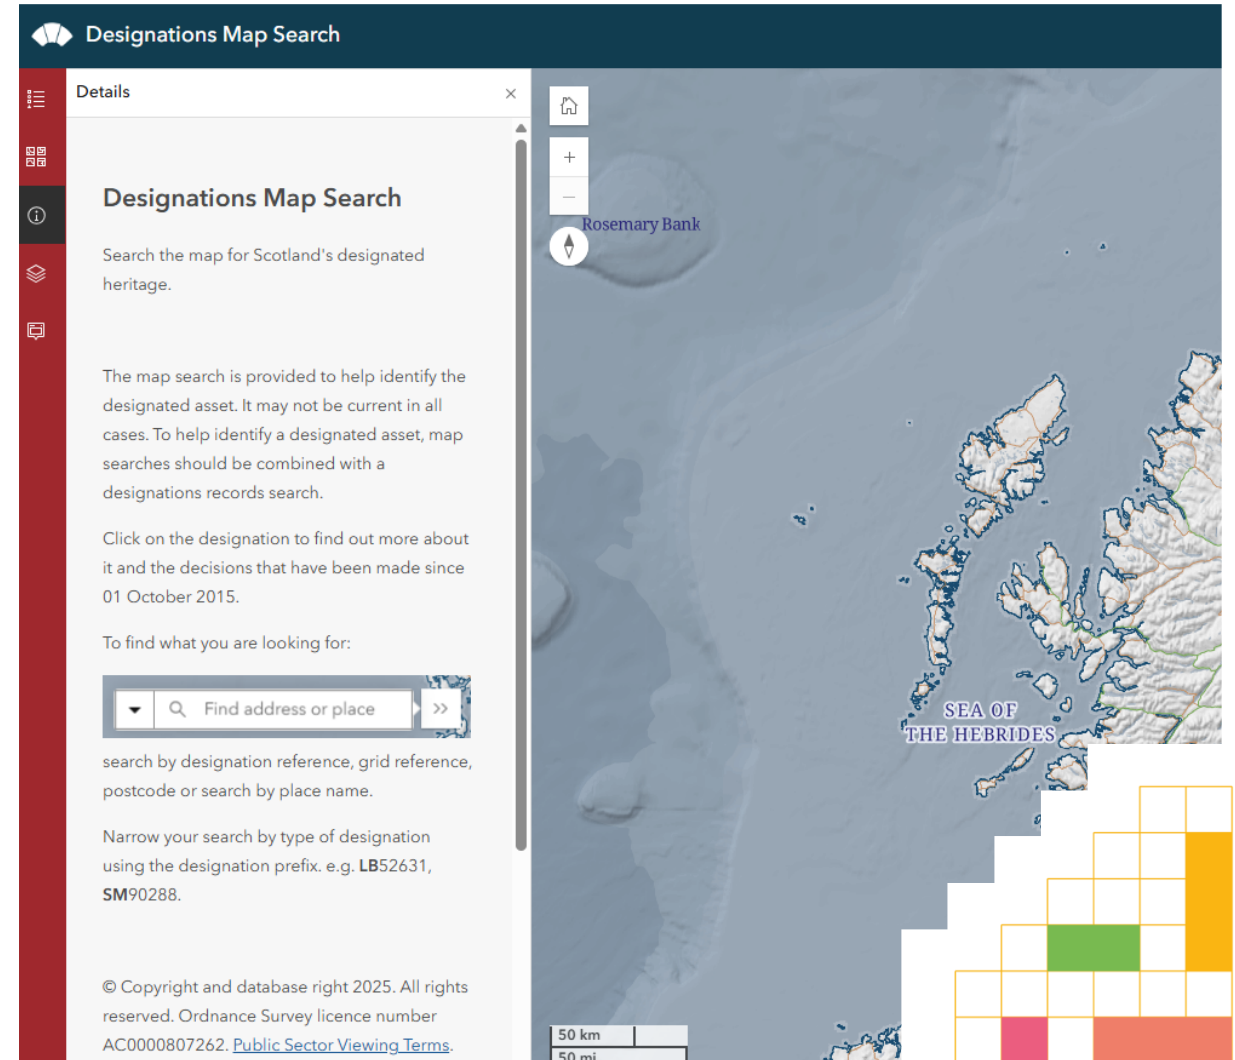 Designations Map Search
Details
Designations Map Search
Search the map for Scotland's designated
heritage.
The map search is provided to help identify the
designated asset. It may not be current in all
cases. To help identify a designated asset, map
searches should be combined with a
designations records search.
Click on the designation to find out more about
it and the decisions that have been made since
01 October 2015.
To find what you are looking for:
Find address or place
search by designation reference, grid reference,
postcode or search by place name.
Narrow your search by type of designation
using the designation prefix. e.g. LB52631,
SM90288.
© Copyright and database right 2025. All rights
reserved. Ordnance Survey licence number
AC0000807262. Public Sector Viewing Terms.
Rosemary Bank
SEA OF
THE HEBRIDES
50 km
50 mi